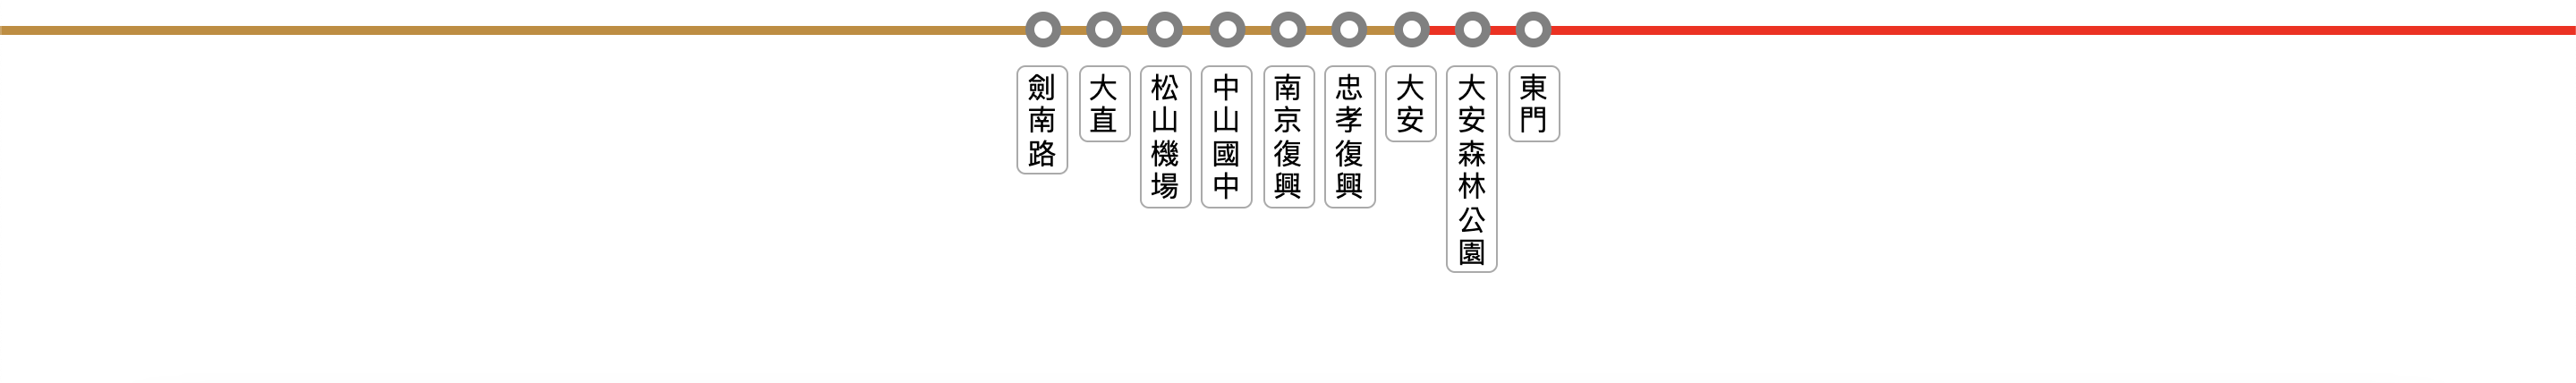 劍南路
大直
松山機場
中山國中
南京復興
忠孝復興
大安
大安森林公園
東門